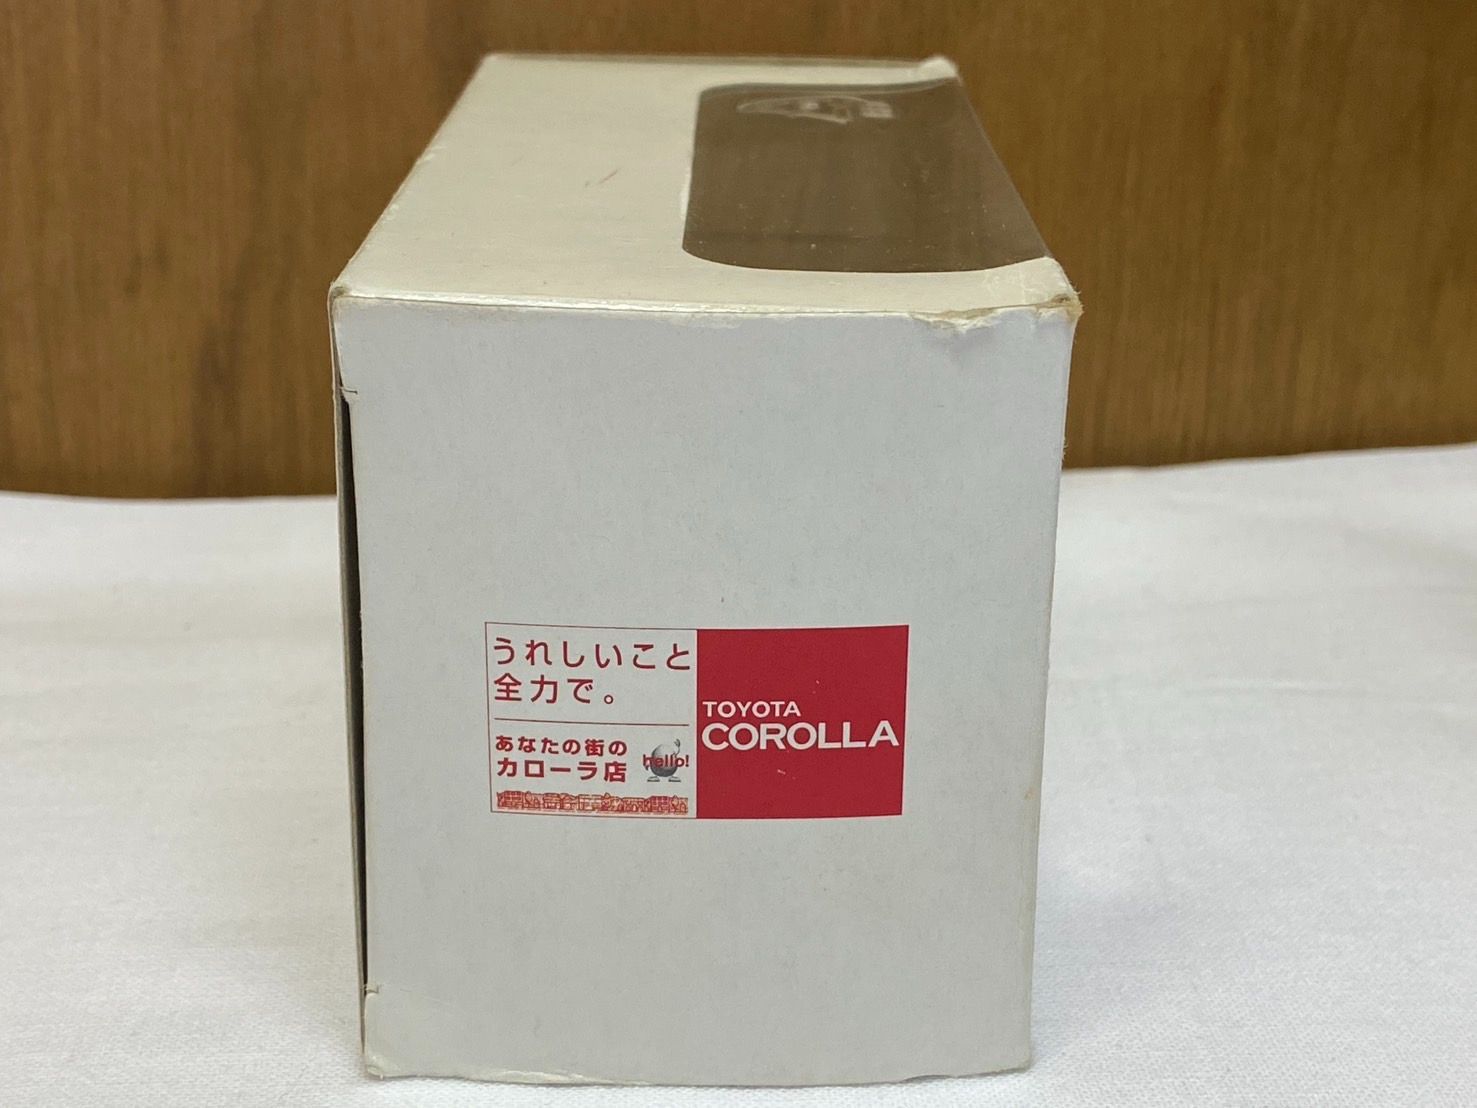 うれしいこと
全力で。
あなたの街の
カローラ店
hello!
TOYOTA
COROLLA